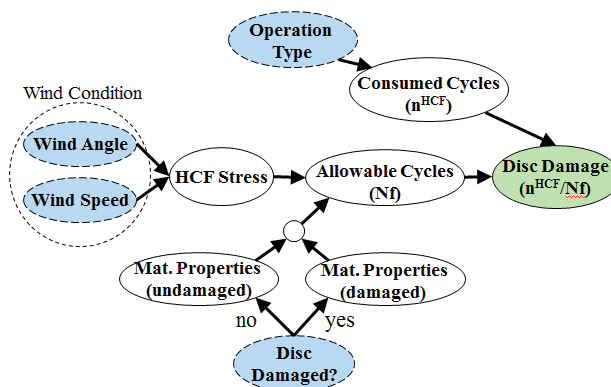 Operation
Type
Consumed Cycles
(nHCF)
Wind Condition
Wind Angle
Wind Speed
HCF Stress
Allowable Cycles
(Nf)
Disc Damage
(nHCF/Nf)
Mat. Properties
(undamaged)
Mat. Properties
(damaged)
no
yes
Disc
Damaged?